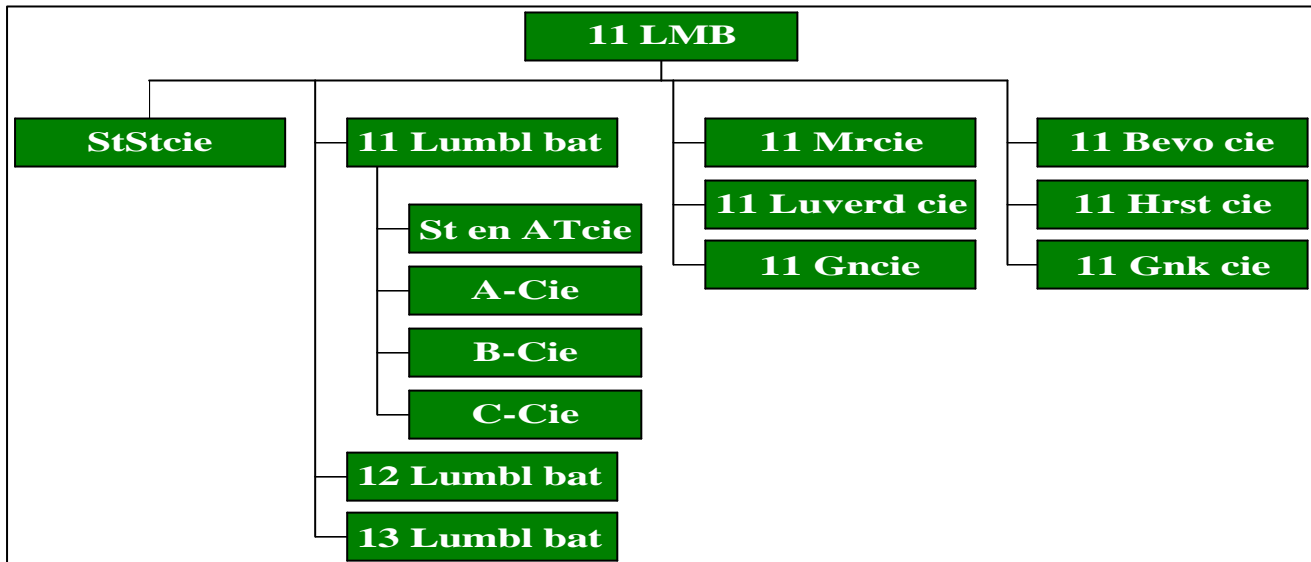 11 LMB
StStcie
11 Lumbl bat
St en ATcie
A-Cie
B-Cie
C-Cie
12 Lumbl bat
13 Lumbl bat
11 Mrcie
11 Luverd cie
11 Gncie
11 Bevo cie
11 Hrst cie
11 Gnk cie